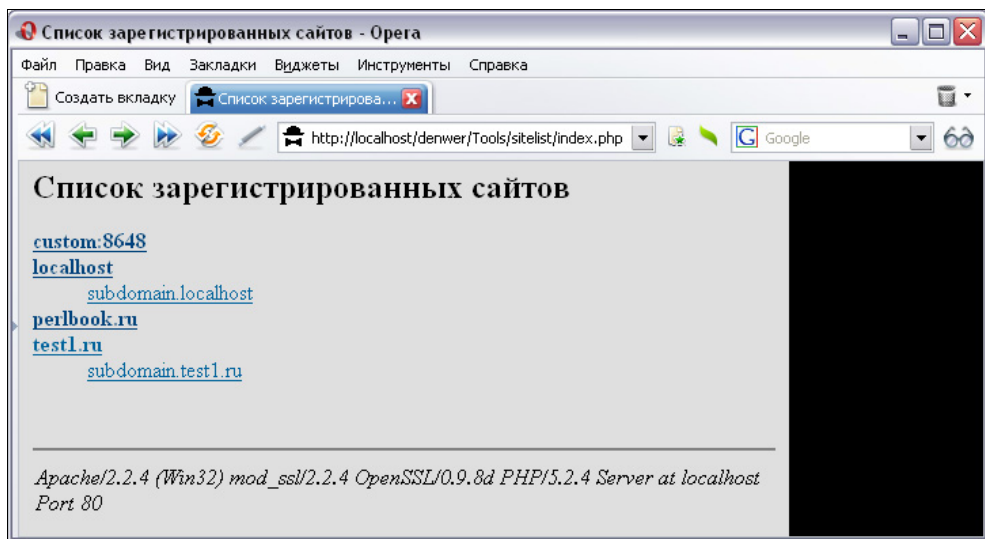 Список зарегистрированных сайтов - Opera
Файл Правка Вид Закладки Виджеты Инструменты Справка
Создать вкладку Список зарегистрирова...
http://localhost/denwer/Tools/sitelist/index.php G Google
Список зарегистрированных сайтов
custom:8648
localhost
subdomain.localhost
perlbook.ru
test1.ru
subdomain.test1.ru
Apache/2.2.4 (Win32) mod_ssl/2.2.4 OpenSSL/0.9.8d PHP/5.2.4 Server at localhost
Port 80